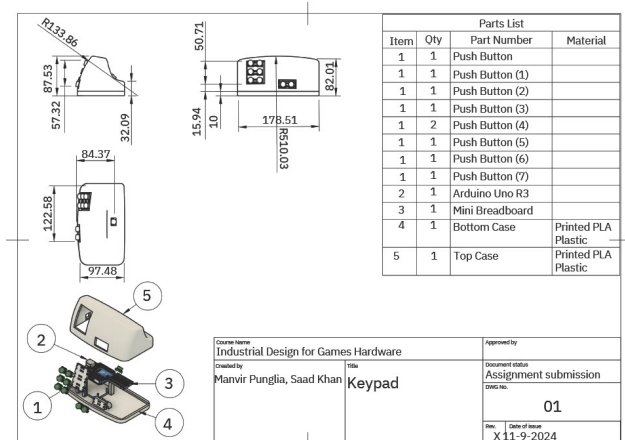 R133.86
87.53
57.32
32.09
50.71
15.94
10
178.51
82.01
R510.03
84.37
122.58
97.48
Parts List
Item Qty Part Number Material
1 1 Push Button
1 1 Push Button (1)
1 1 Push Button (2)
1 1 Push Button (3)
1 2 Push Button (4)
1 1 Push Button (5)
1 1 Push Button (6)
1 1 Push Button (7)
2 1 Arduino Uno R3
3 1 Mini Breadboard
4 1 Bottom Case Printed PLA
Plastic
5 1 Top Case Printed PLA
Plastic
5
2
3
1
4
Course Name
Industrial Design for Games Hardware
Approved by
Created by
Manvir Punglia, Saad Khan
Title
Keypad
Document status
Assignment submission
DWG No.
01
Rev. Date of issue
X 11-9-2024